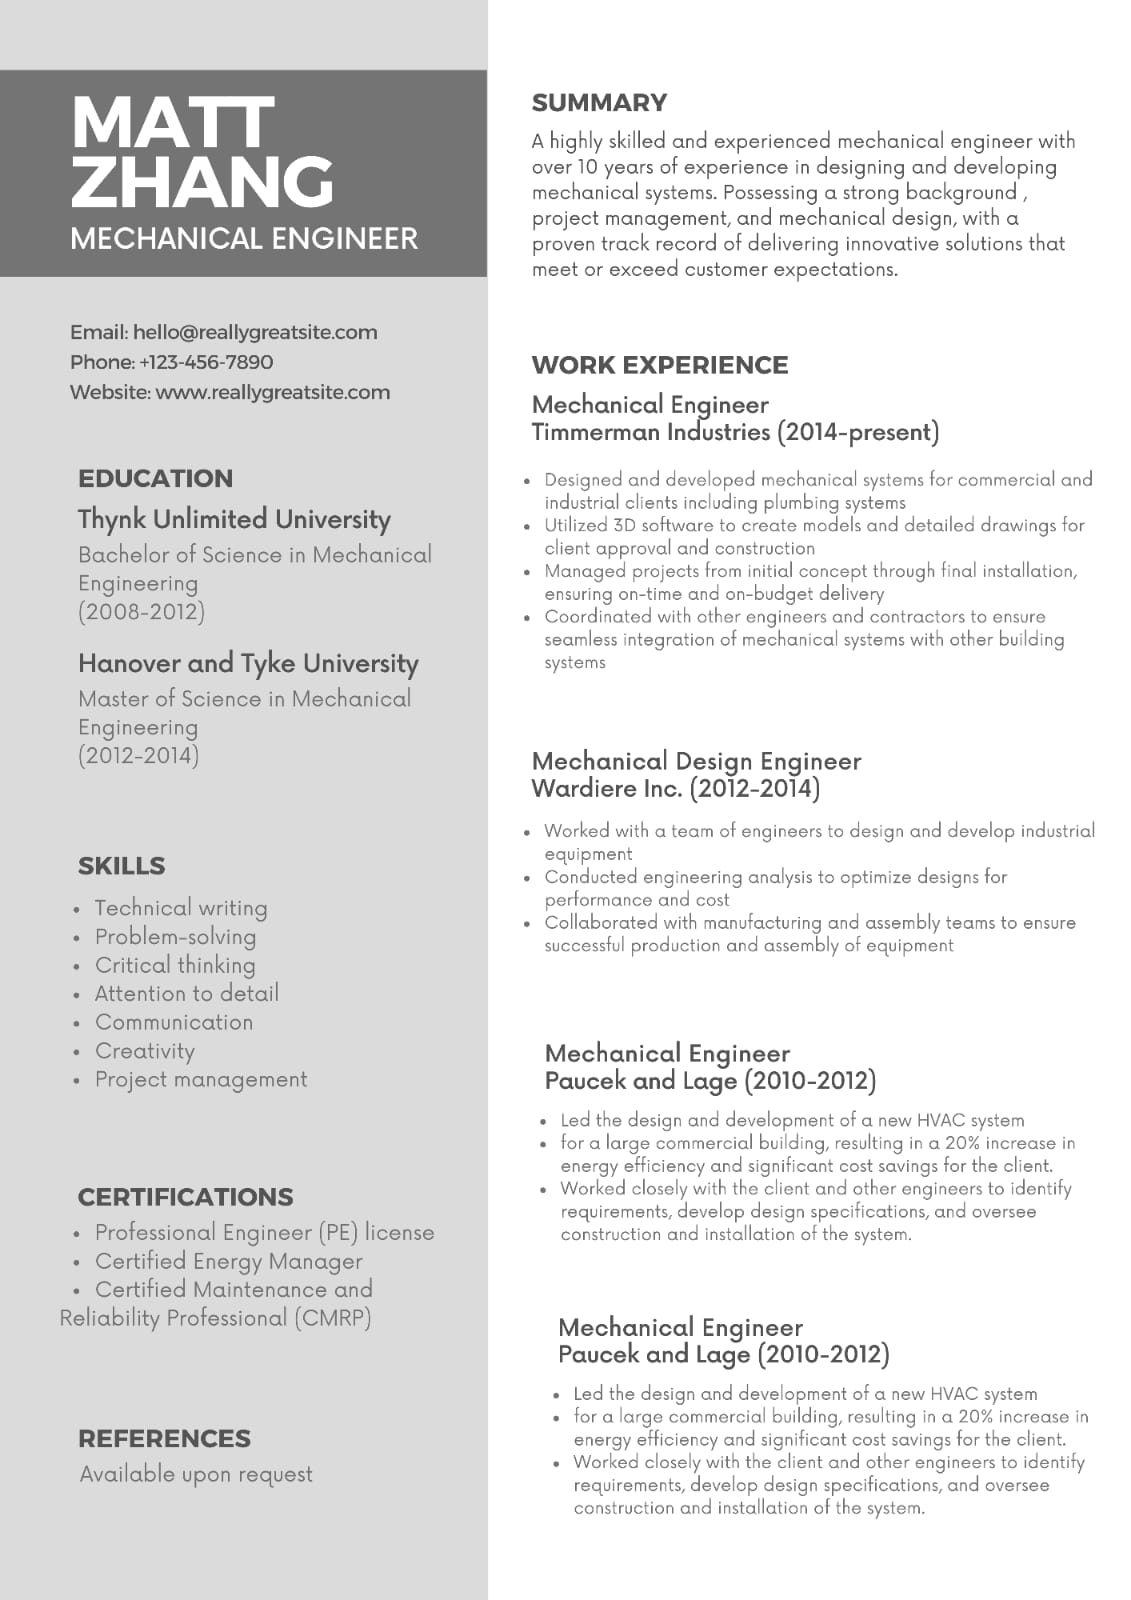 MATT
ZHANG
MECHANICAL ENGINEER
Email: hello@reallygreatsite.com
Phone: +123-456-7890
Website: www.reallygreatsite.com
EDUCATION
Thynk Unlimited University
Bachelor of Science in Mechanical
Engineering
(2008-2012)
Hanover and Tyke University
Master of Science in Mechanical
Engineering
(2012-2014)
SKILLS
• Technical writing
• Problem-solving
• Critical thinking
• Attention to detail
• Communication
• Creativity
• Project management
CERTIFICATIONS
• Professional Engineer (PE) license
• Certified Energy Manager
• Certified Maintenance and
Reliability Professional (CMRP)
REFERENCES
Available upon request
SUMMARY
A highly skilled and experienced mechanical engineer with
over 10 years of experience in designing and developing
mechanical systems. Possessing a strong background ,
project management, and mechanical design, with a
proven track record of delivering innovative solutions that
meet or exceed customer expectations.
WORK EXPERIENCE
Mechanical Engineer
Timmerman Industries (2014-present)
• Designed and developed mechanical systems for commercial and
industrial clients including plumbing systems
• Utilized 3D software to create models and detailed drawings for
client approval and construction
• Managed projects from initial concept through final installation,
ensuring on-time and on-budget delivery
• Coordinated with other engineers and contractors to ensure
seamless integration of mechanical systems with other building
systems
Mechanical Design Engineer
Wardiere Inc. (2012-2014)
• Worked with a team of engineers to design and develop industrial
equipment
• Conducted engineering analysis to optimize designs for
performance and cost
• Collaborated with manufacturing and assembly teams to ensure
successful production and assembly of equipment
Mechanical Engineer
Paucek and Lage (2010-2012)
• Led the design and development of a new HVAC system
• for a large commercial building, resulting in a 20% increase in
energy efficiency and significant cost savings for the client.
• Worked closely with the client and other engineers to identify
requirements, develop design specifications, and oversee
construction and installation of the system.
Mechanical Engineer
Paucek and Lage (2010-2012)
• Led the design and development of a new HVAC system
• for a large commercial building, resulting in a 20% increase in
energy efficiency and significant cost savings for the client.
• Worked closely with the client and other engineers to identify
requirements, develop design specifications, and oversee
construction and installation of the system.